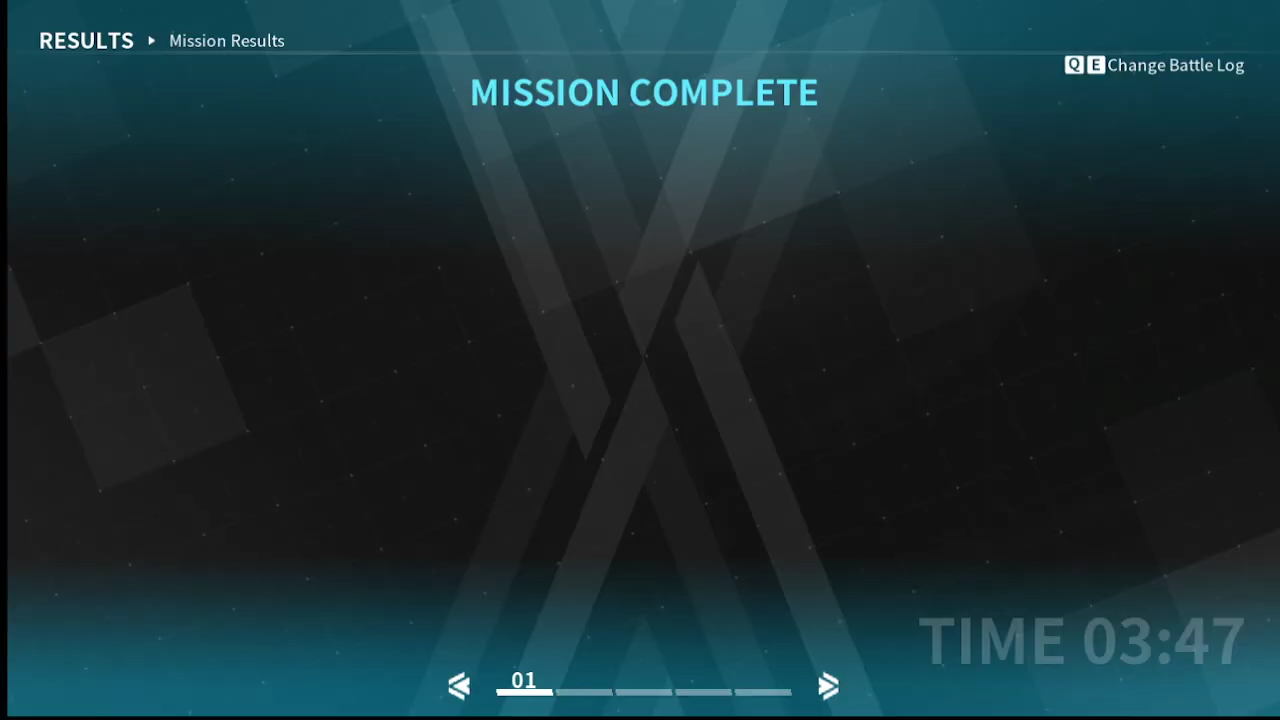 RESULTS
Mission Results
Q E Change Battle Log
MISSION COMPLETE
TIME 03:47
01